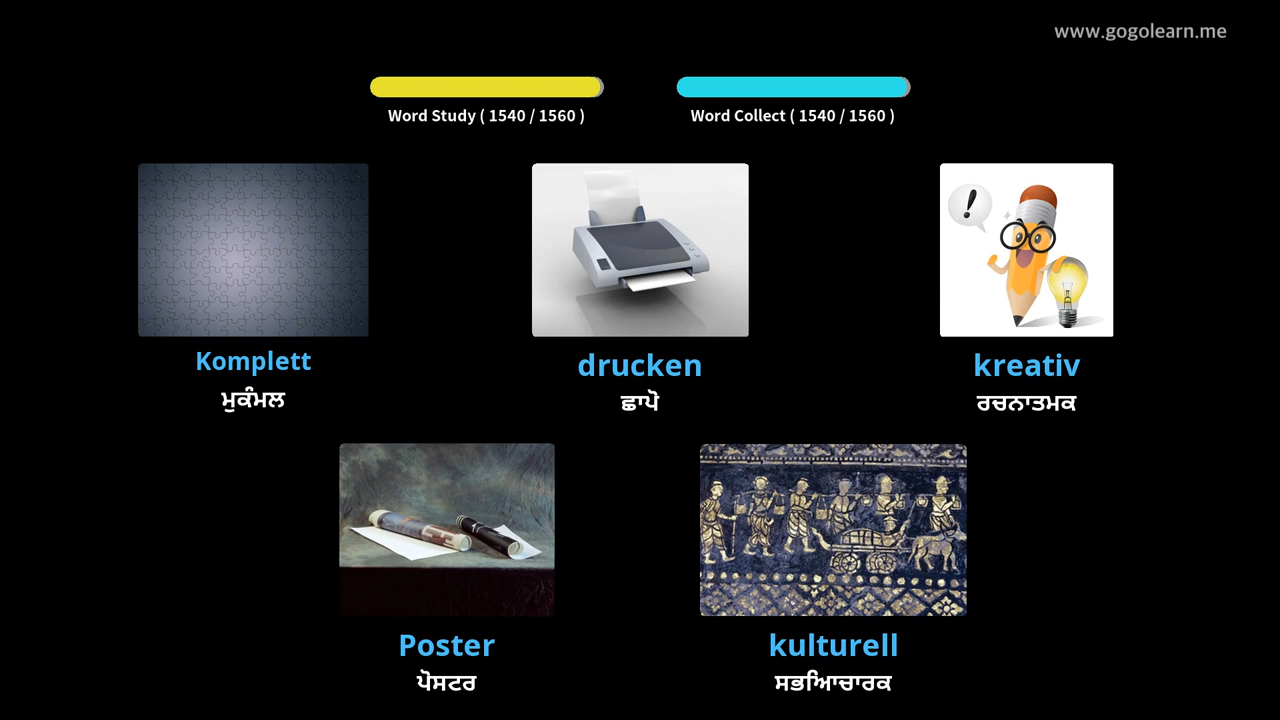 www.gogolearn.me
Word Study ( 1540 / 1560 )
Word Collect ( 1540 / 1560 )
Komplett
ਮੁਕੰਮਲ
drucken
ਛਾਪੋ
kreativ
ਰਚਨਾਤਮਕ
Poster
ਪੋਸਟਰ
kulturell
ਸਭਿਆਚਾਰਕ